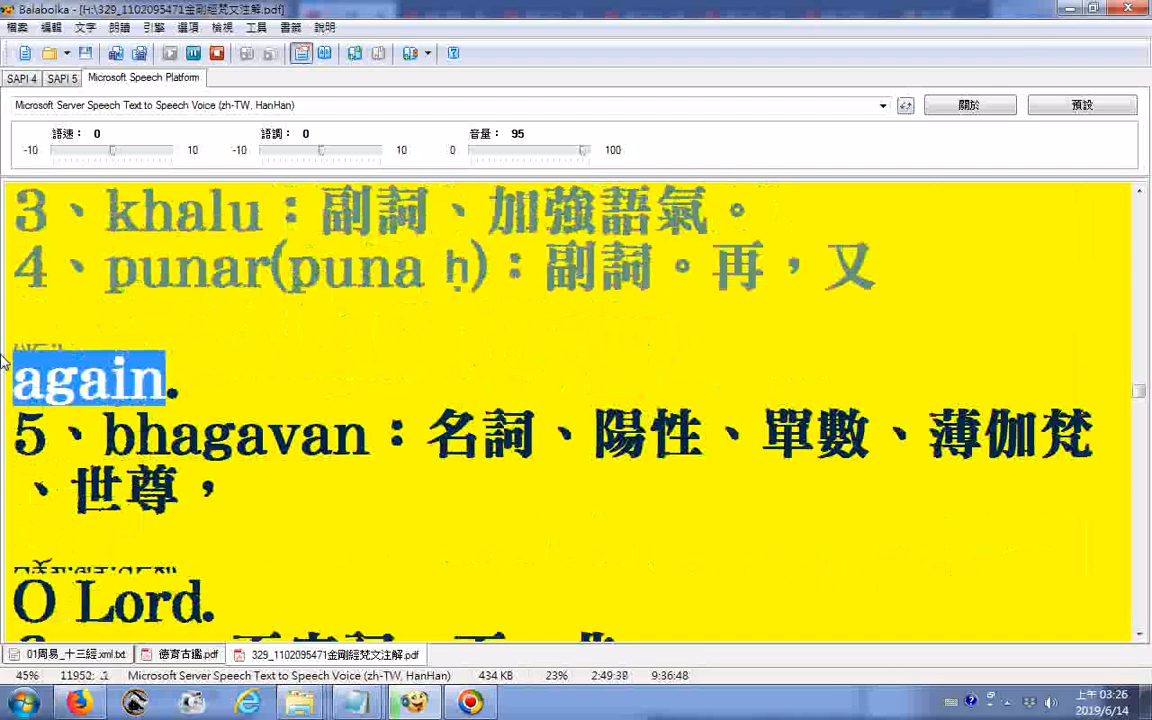 Balabolka - [H:\329_1102095471金剛經梵文注解.pdf]
檔案 編輯 文字 朗讀 引擎 選項 檢視 工具 書籤 說明
SAPI 4 SAPI 5 Microsoft Speech Platform
Microsoft Server Speech Text to Speech Voice (zh-TW, HanHan) 關於 預設
語速： 0 語調： 0 音量： 95
-10 10 -10 10 0 100
3、khalu：副詞、加強語氣。
4、punar(puna ḥ)：副詞。再，又
again.
5、bhagavan：名詞、陽性、單數、薄伽梵
、世尊，
O Lord.
01周易_十三經.xml.txt 德育古鑑.pdf 329_1102095471金剛經梵文注解.pdf
45% Microsoft Server Speech Text to Speech Voice (zh-TW, HanHan) 434 KB 23% 2:49:38 9:36:48
上午 03:26
2019/6/14